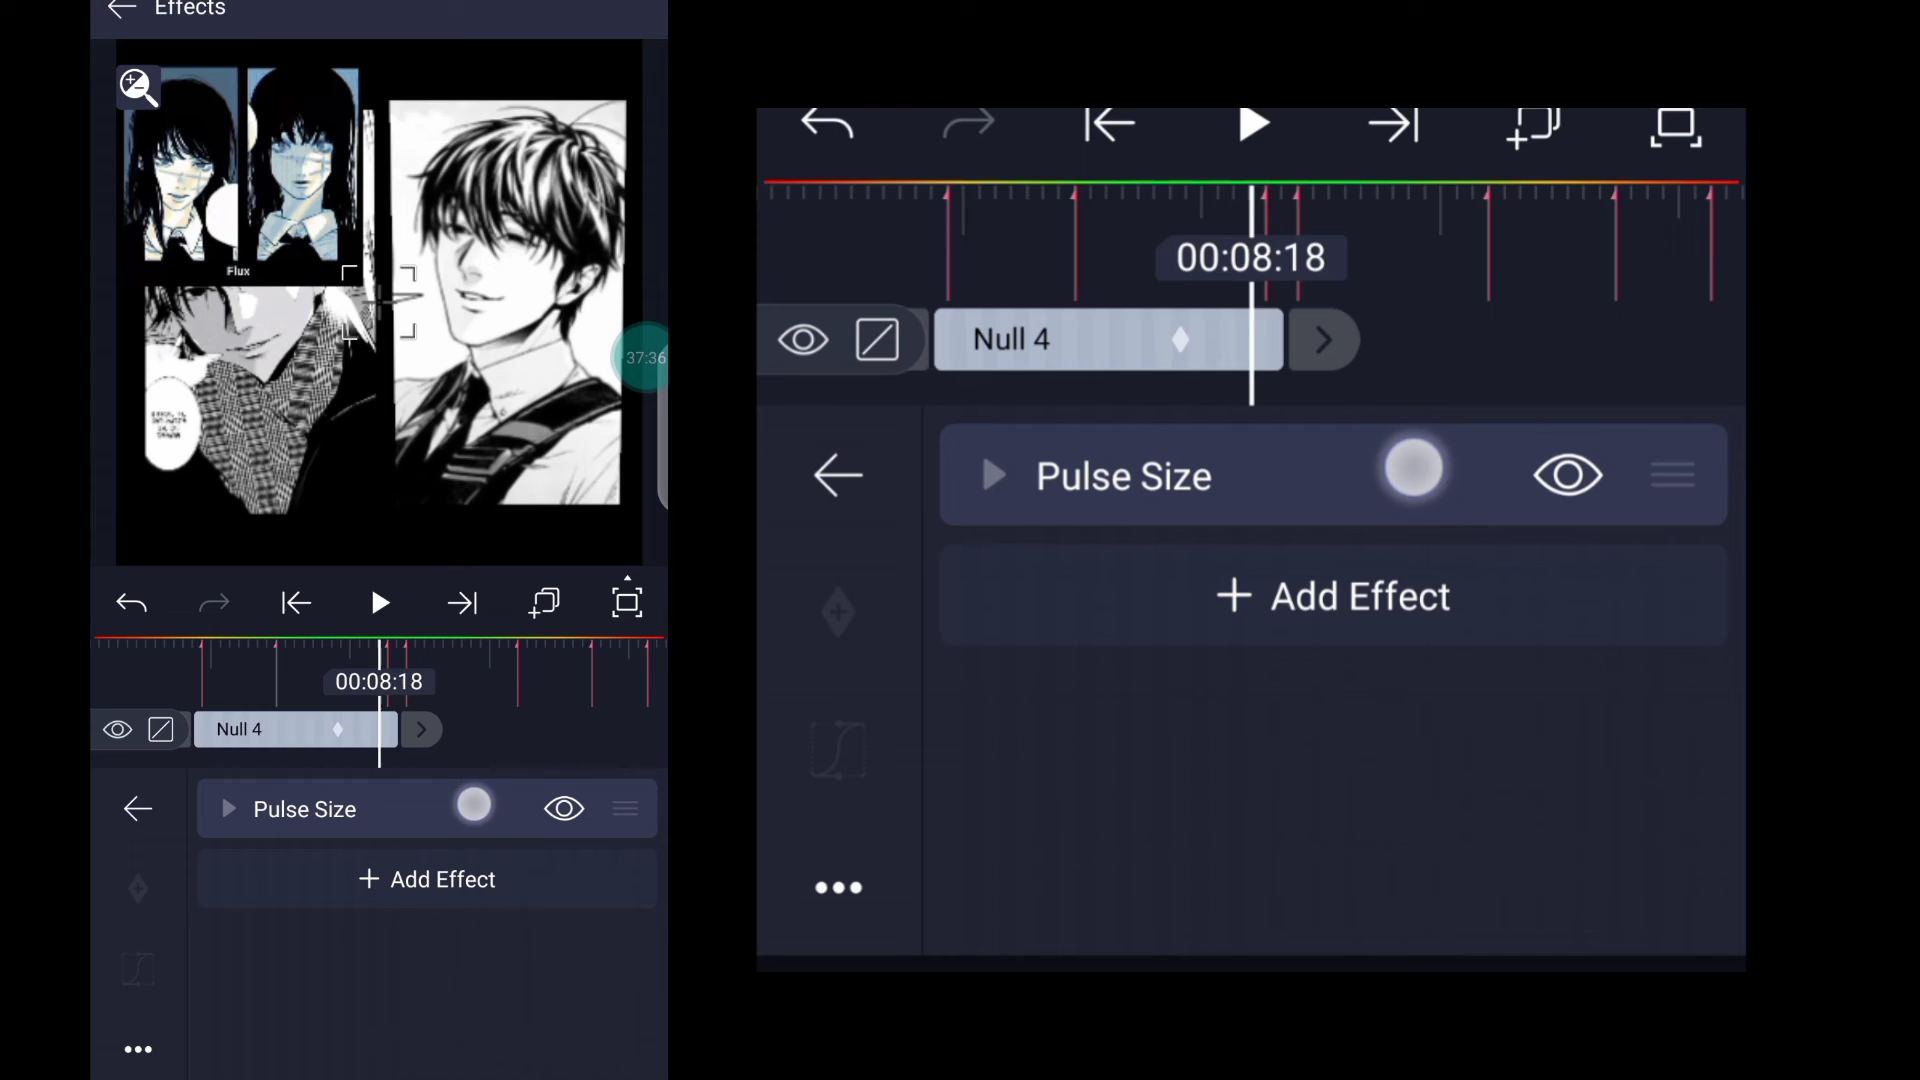 Effects
Flux
37:36
00:08:18
Null 4
Pulse Size
+ Add Effect
00:08:18
Null 4
Pulse Size
+ Add Effect